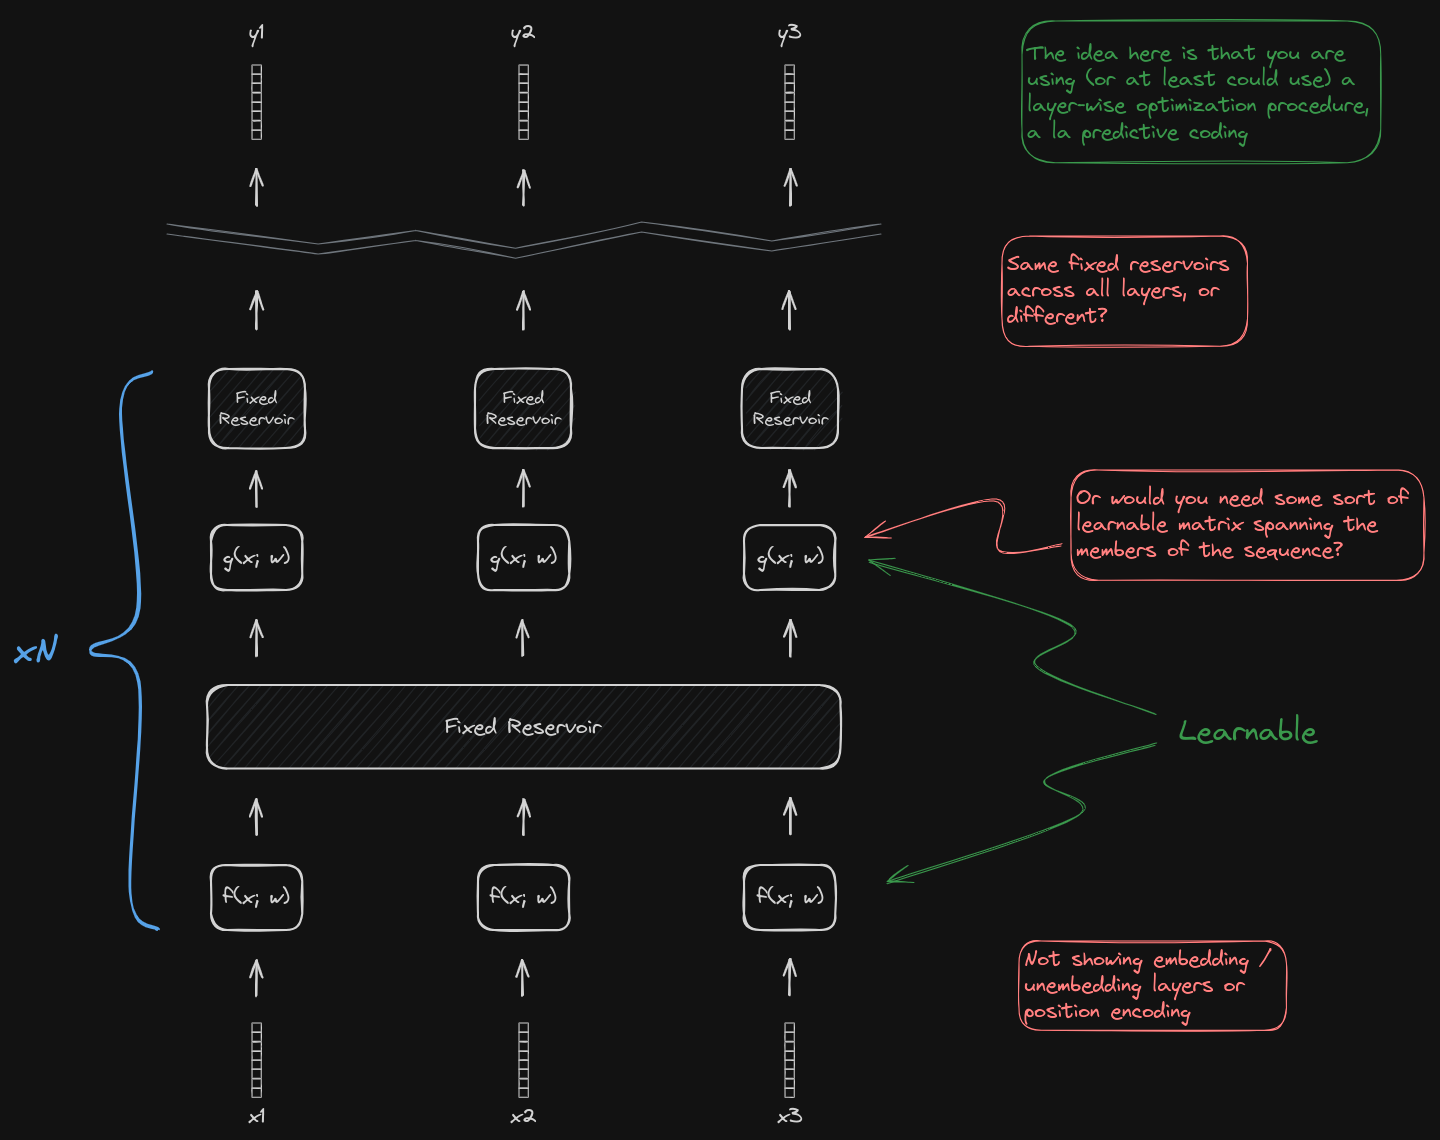 y1
y2
y3
The idea here is that you are
using (or at least could use) a
layer-wise optimization procedure,
a la predictive coding
Same fixed reservoirs
across all layers, or
different?
Fixed
Reservoir
Fixed
Reservoir
Fixed
Reservoir
Or would you need some sort of
learnable matrix spanning the
members of the sequence?
g(x; w)
g(x; w)
g(x; w)
xN
Fixed Reservoir
Learnable
f(x; w)
f(x; w)
f(x; w)
Not showing embedding /
unembedding layers or
position encoding
x1
x2
x3